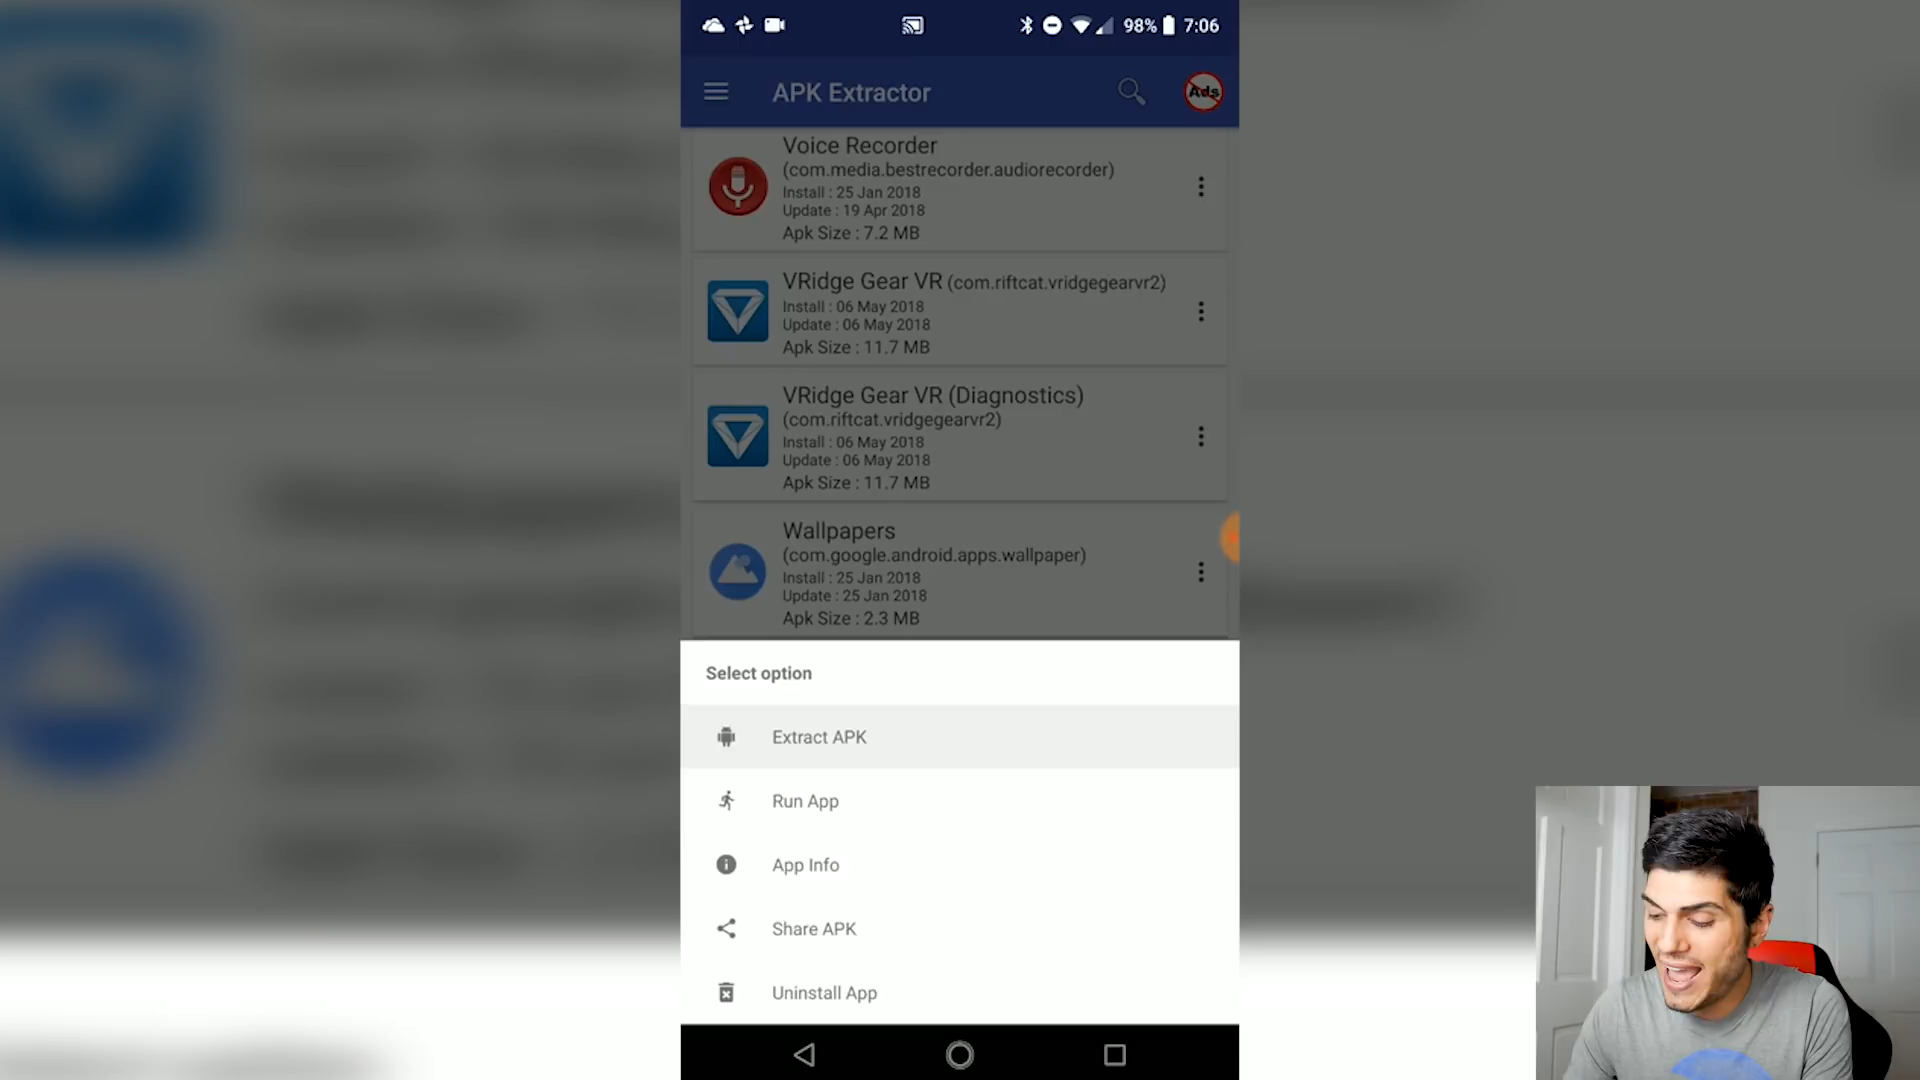 98% 7:06
APK Extractor
Ads
Voice Recorder
(com.media.bestrecorder.audiorecorder)
Install : 25 Jan 2018
Update : 19 Apr 2018
Apk Size : 7.2 MB
VRidge Gear VR (com.riftcat.vridgegearvr2)
Install : 06 May 2018
Update : 06 May 2018
Apk Size : 11.7 MB
VRidge Gear VR (Diagnostics)
(com.riftcat.vridgegearvr2)
Install : 06 May 2018
Update : 06 May 2018
Apk Size : 11.7 MB
Wallpapers
(com.google.android.apps.wallpaper)
Install : 25 Jan 2018
Update : 25 Jan 2018
Apk Size : 2.3 MB
Select option
Extract APK
Run App
App Info
Share APK
Uninstall App